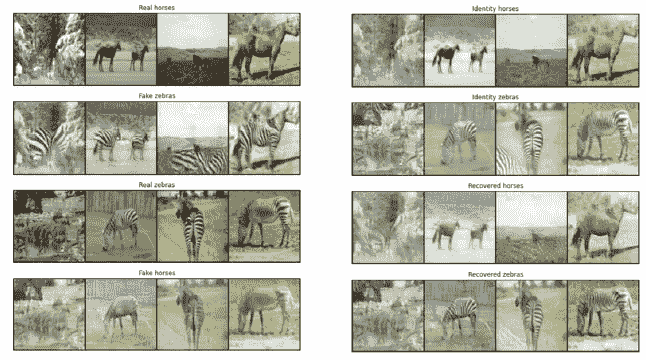 Real horses
Fake zebras
Real zebras
Fake horses
Identity horses
Identity zebras
Recovered horses
Recovered zebras